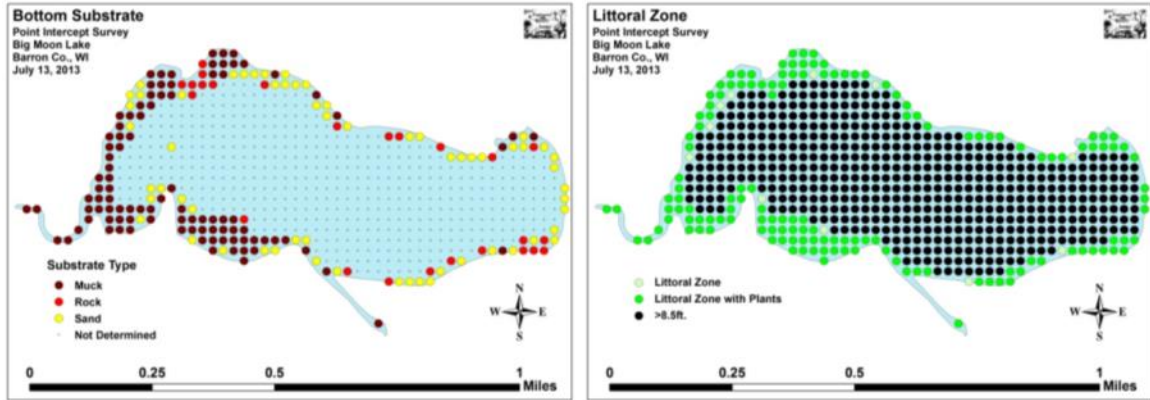 Bottom Substrate
Point Intercept Survey
Big Moon Lake
Barron Co., WI
July 13, 2013
Substrate Type
Muck
Rock
Sand
Not Determined
N
W E
S
0 0.25 0.5 1
Miles
Littoral Zone
Point Intercept Survey
Big Moon Lake
Barron Co., WI
July 13, 2013
Littoral Zone
Littoral Zone with Plants
>8.5ft.
N
W E
S
0 0.25 0.5 1
Miles